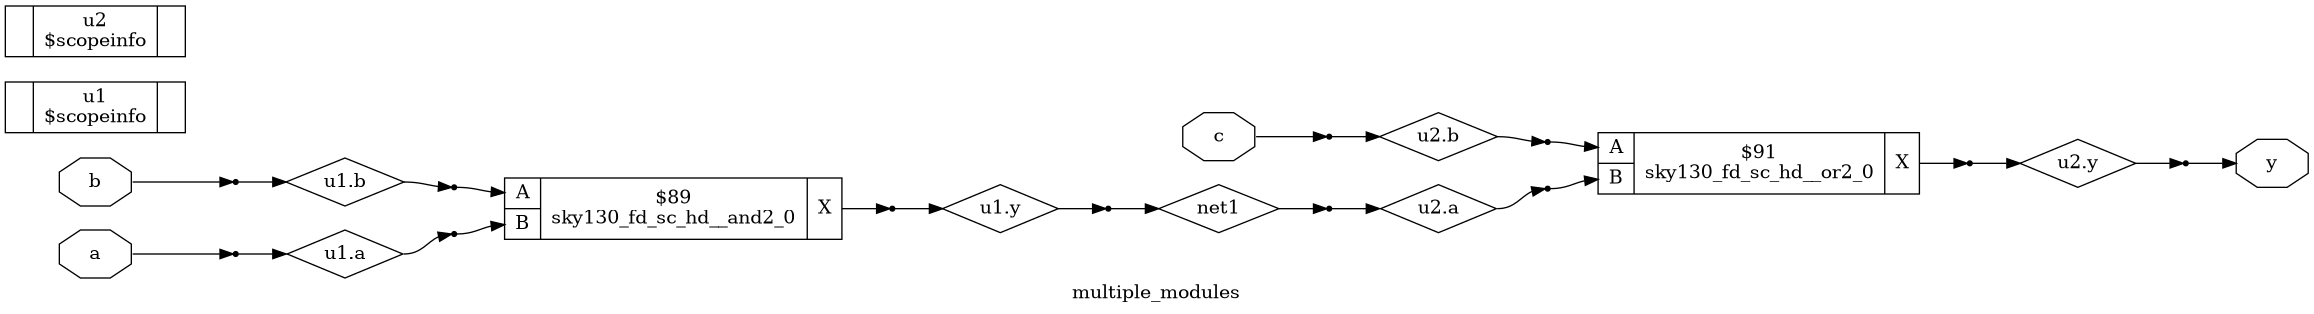 u2
$scopeinfo
u1
$scopeinfo
b
a
u1.b
u1.a
A
B
$89
sky130_fd_sc_hd__and2_0
X
u1.y
c
net1
u2.b
u2.a
A
B
$91
sky130_fd_sc_hd__or2_0
X
u2.y
y
multiple_modules